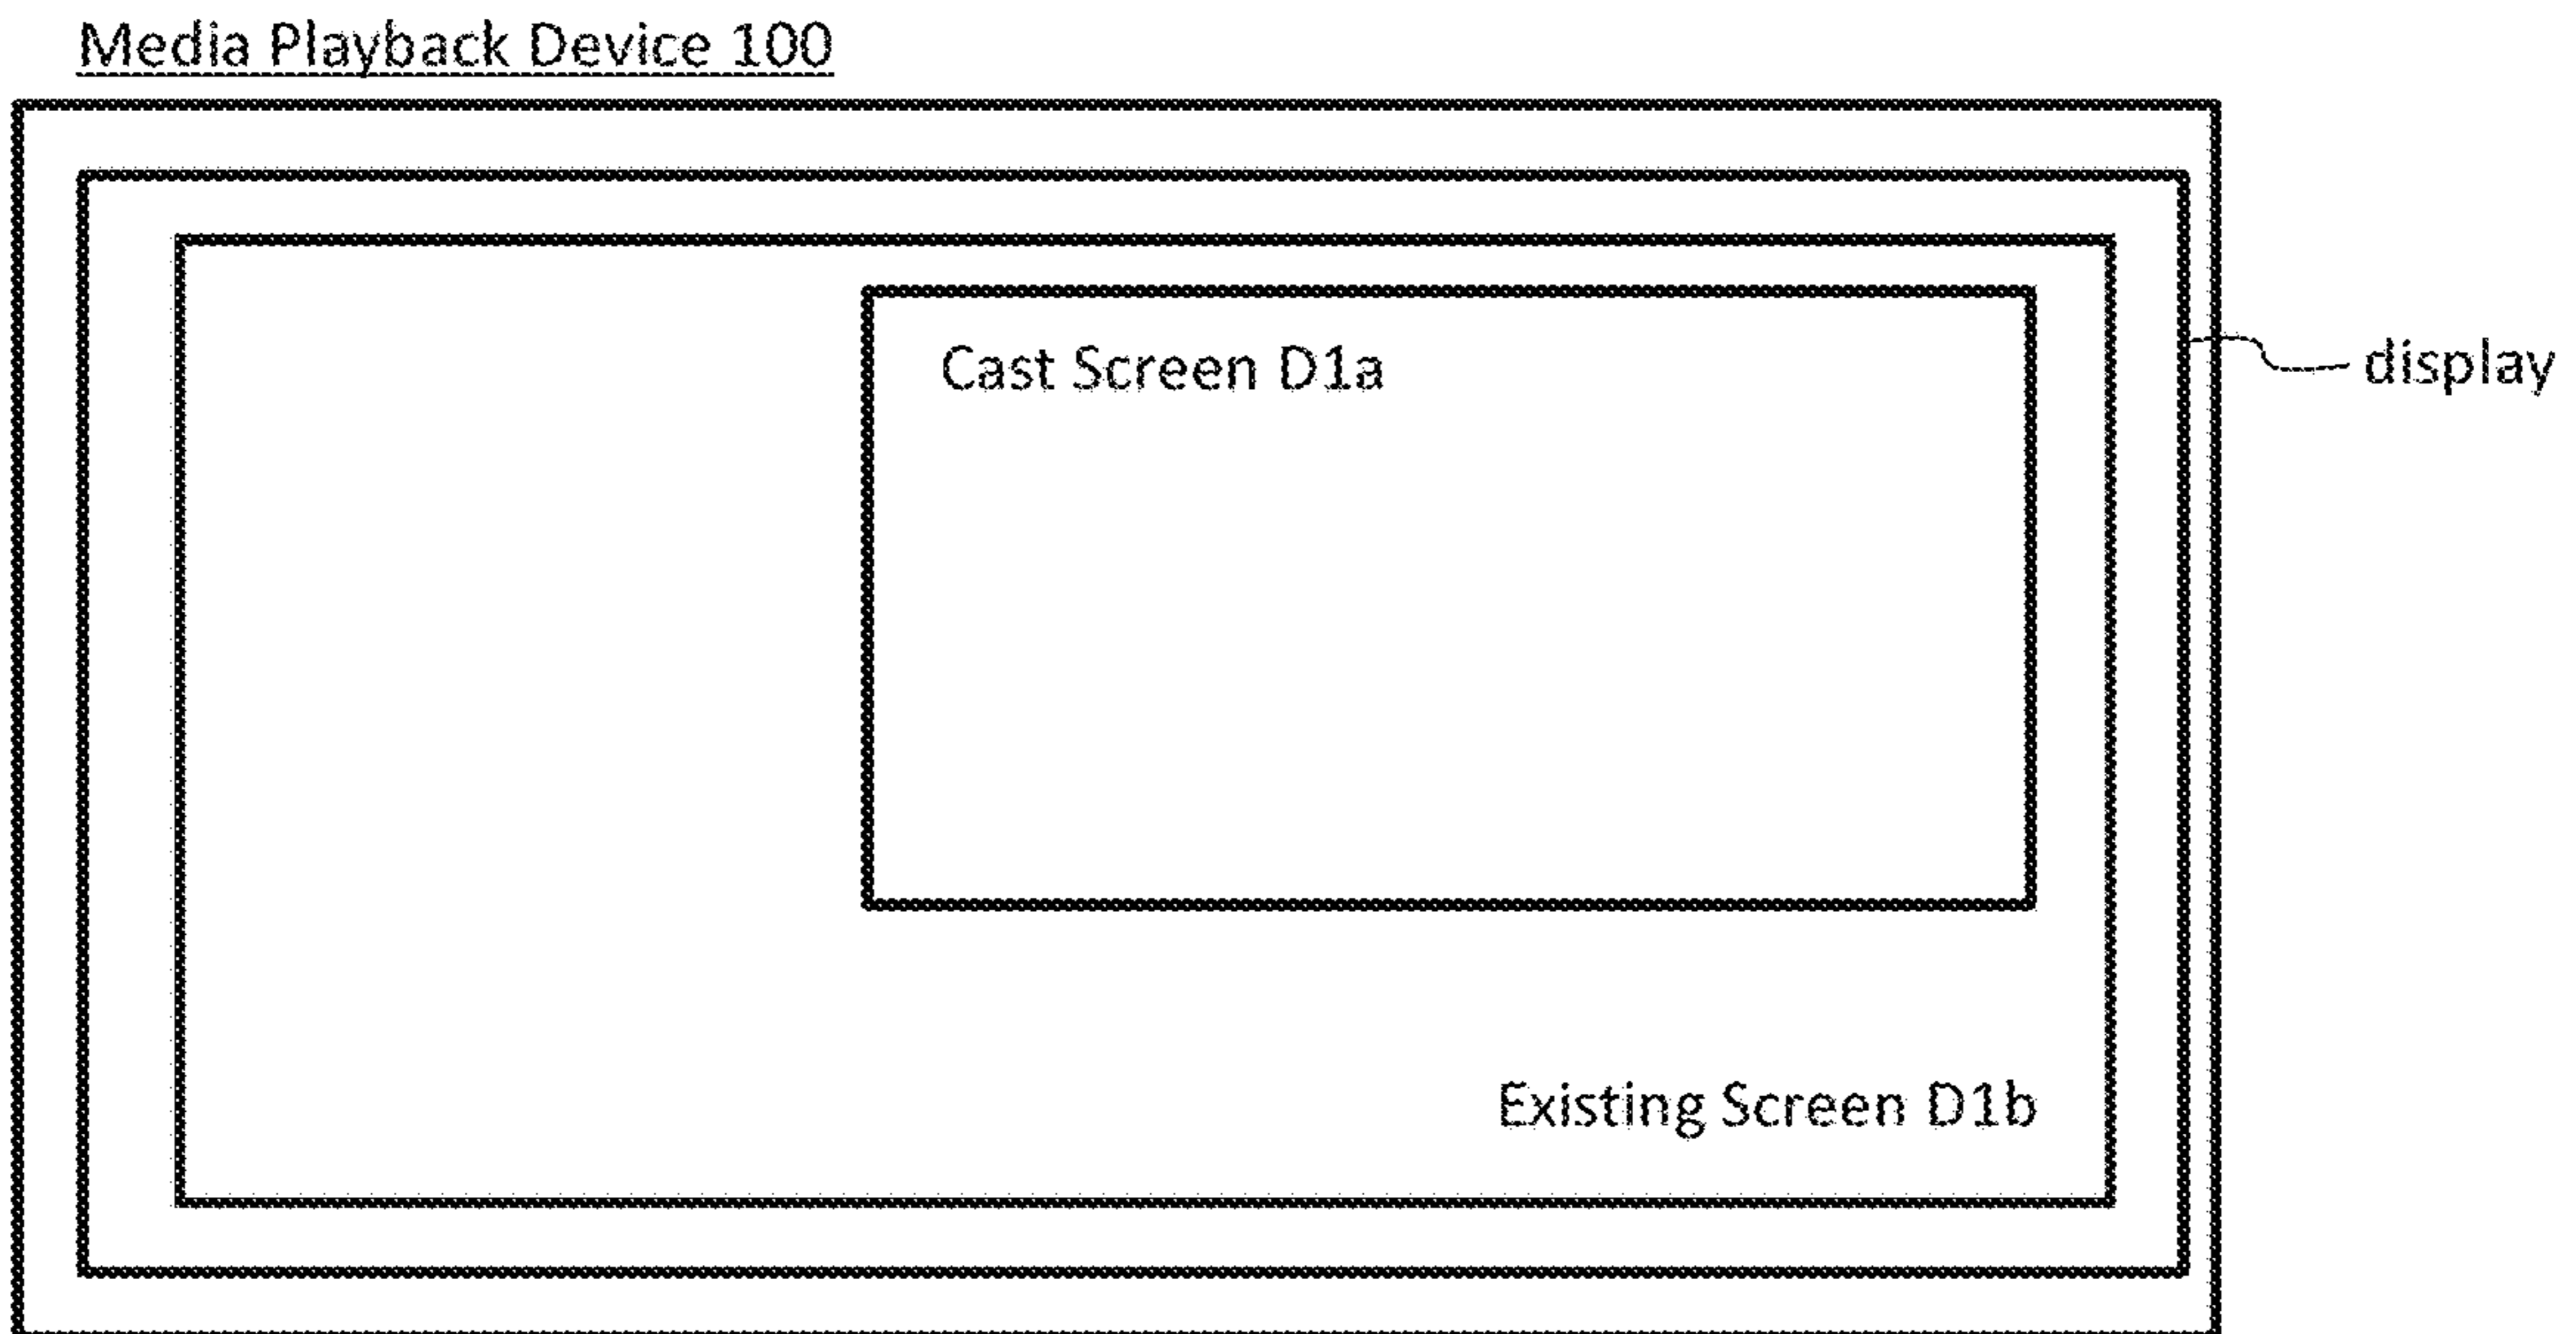 Media Playback Device 100
Cast Screen D1a
display
Existing Screen D1b